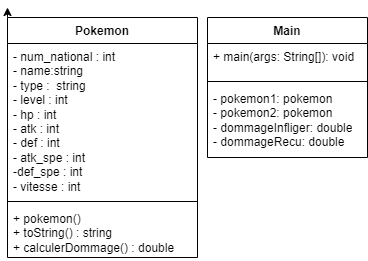 Pokemon
- num_national : int
- name:string
- type : string
- level : int
- hp : int
- atk : int
- def : int
- atk_spe : int
-def_spe : int
- vitesse : int
+ pokemon()
+ toString() : string
+ calculerDommage() : double
Main
+ main(args: String[]): void
- pokemon1: pokemon
- pokemon2: pokemon
- dommageInfliger: double
- dommageRecu: double